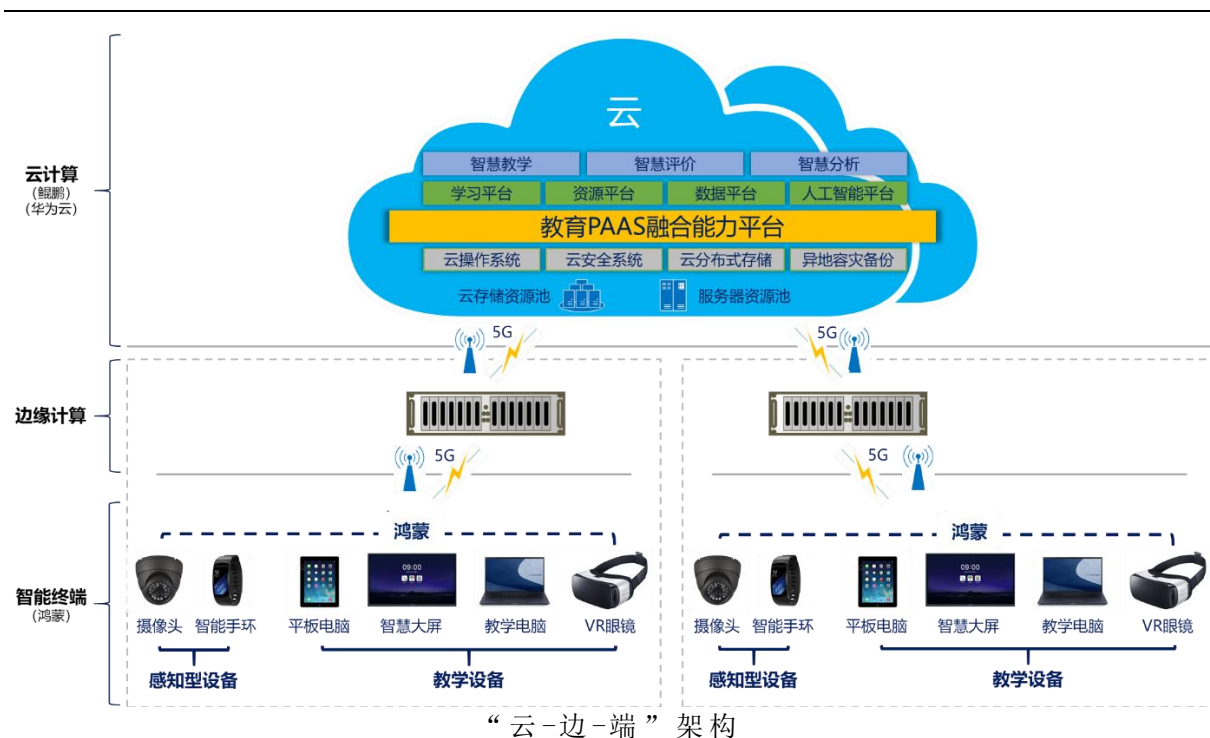 云
智慧教学 智慧评价 智慧分析
学习平台 资源平台 数据平台 人工智能平台
教育PAAS融合能力平台
云操作系统 云安全系统 云分布式存储 异地容灾备份
云存储资源池 服务器资源池
云计算
(鲲鹏)
(华为云)
5G 5G
边缘计算
5G 5G
鸿蒙 鸿蒙
09:00 09:00
智能终端
(鸿蒙)
摄像头 智能手环 平板电脑 智慧大屏 教学电脑 VR眼镜 摄像头 智能手环 平板电脑 智慧大屏 教学电脑 VR眼镜
感知型设备 教学设备 感知型设备 教学设备
“云-边-端”架构